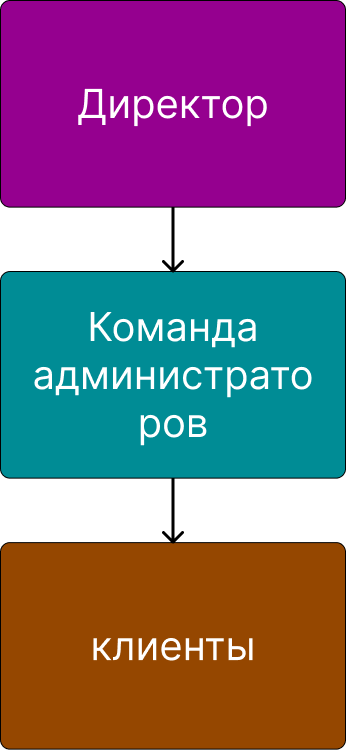 Директор
Команда
администрато
ров
клиенты